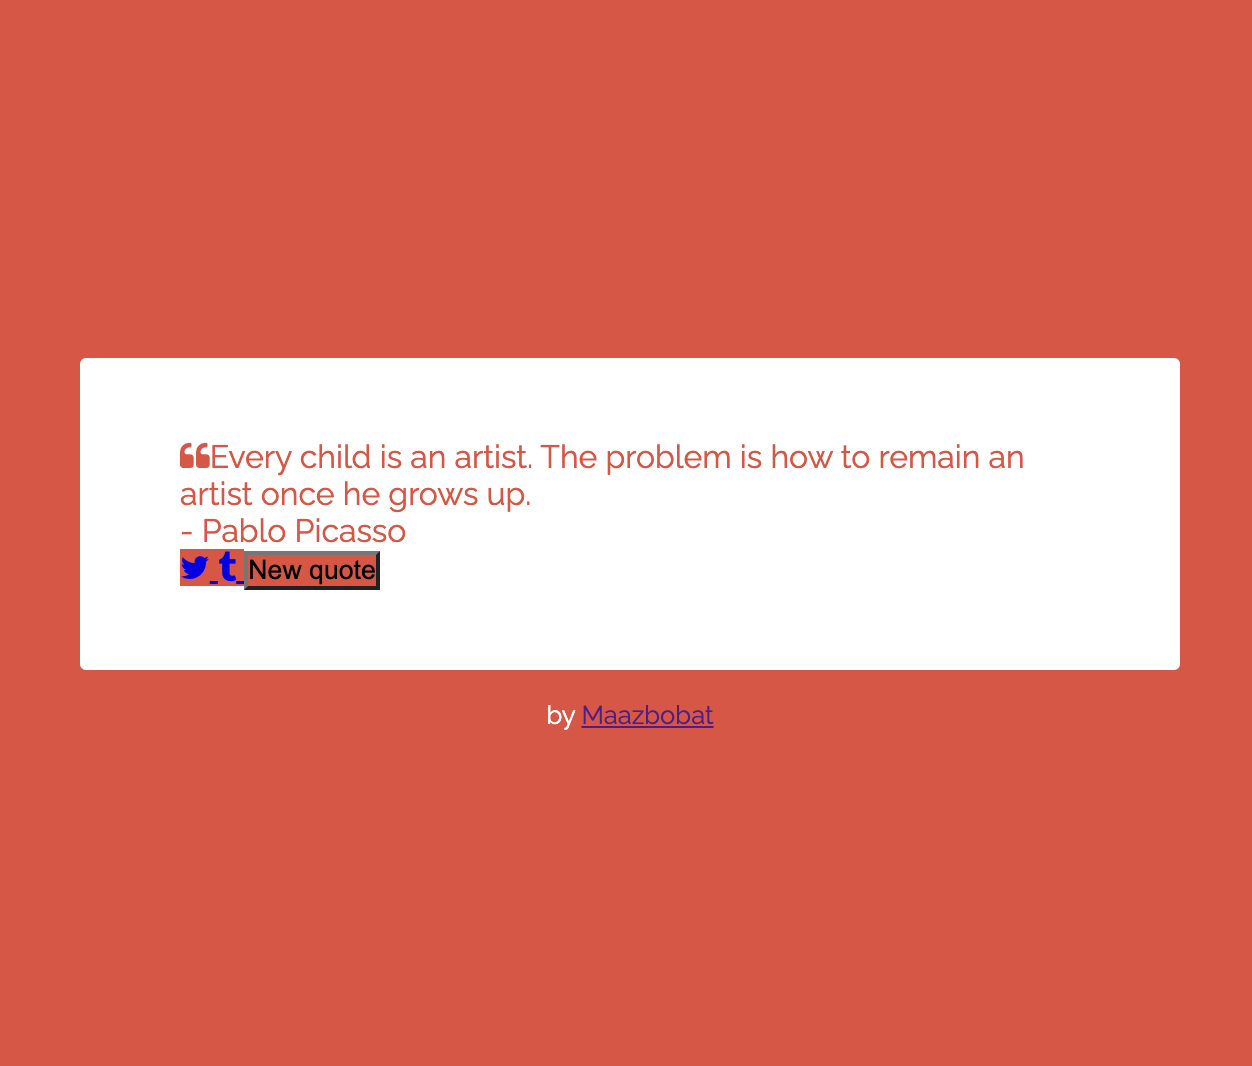 ❝Every child is an artist. The problem is how to remain an
artist once he grows up.
- Pablo Picasso
New quote
by Maazbobat